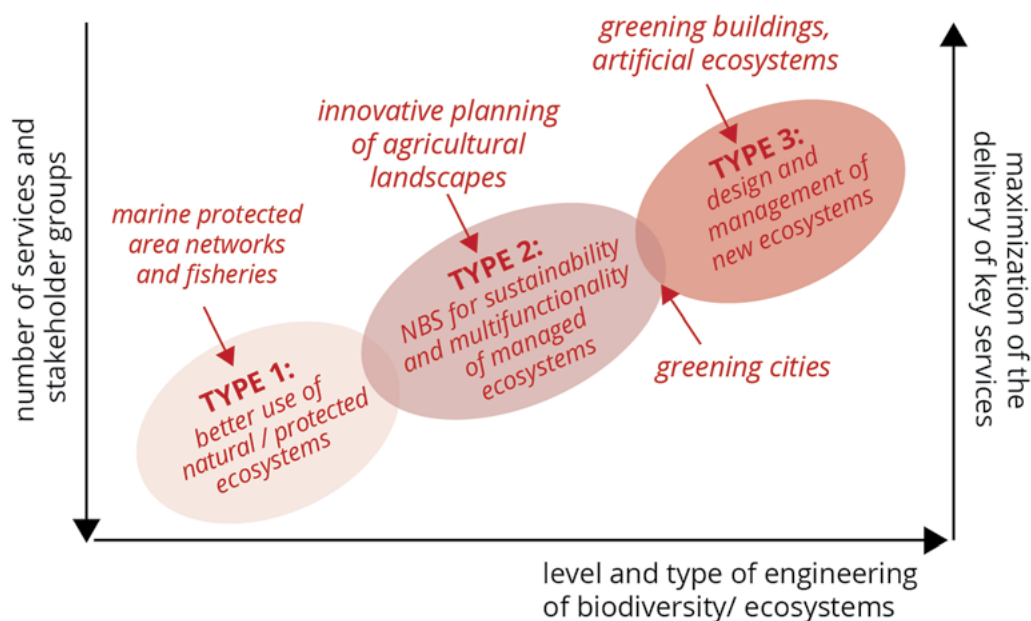 number of services and
stakeholder groups
marine protected
area networks
and fisheries
TYPE 1:
better use of
natural / protected
ecosystems
innovative planning
of agricultural
landscapes
TYPE 2:
NBS for sustainability
and multifunctionality
of managed
ecosystems
greening buildings,
artificial ecosystems
TYPE 3:
design and
management of
new ecosystems
greening cities
maximization of the
delivery of key services
level and type of engineering
of biodiversity/ ecosystems